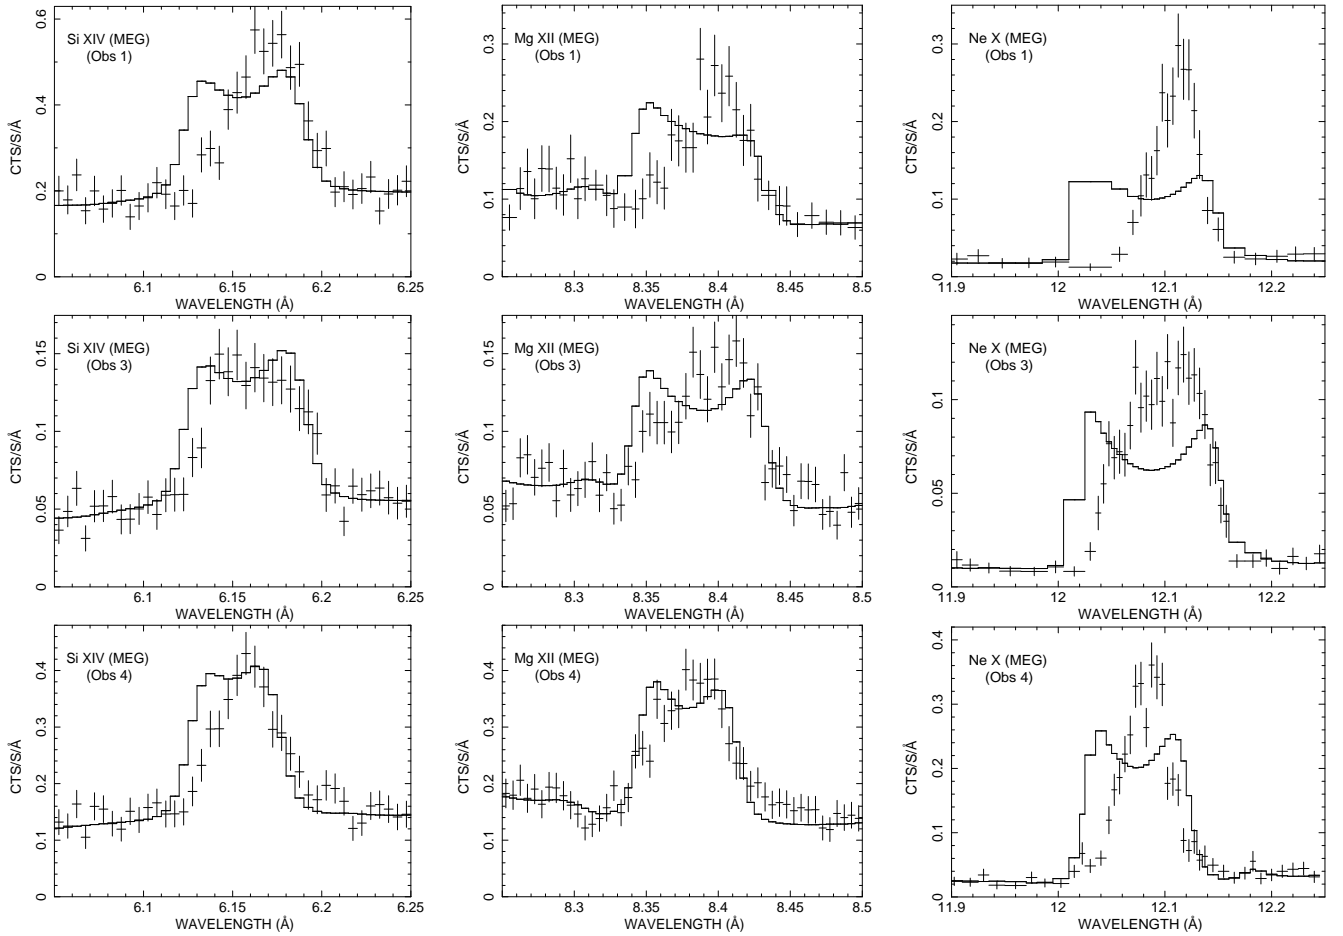 Si XIV (MEG)
(Obs 1)
CTS/S/Å
0 0.2 0.4 0.6
6.1 6.15 6.2 6.25
WAVELENGTH (Å)
Mg XII (MEG)
(Obs 1)
CTS/S/Å
0 0.1 0.2 0.3
8.3 8.35 8.4 8.45 8.5
WAVELENGTH (Å)
Ne X (MEG)
(Obs 1)
CTS/S/Å
0 0.1 0.2 0.3
11.9 12 12.1 12.2
WAVELENGTH (Å)
Si XIV (MEG)
(Obs 3)
CTS/S/Å
0 0.05 0.1 0.15
6.1 6.15 6.2 6.25
WAVELENGTH (Å)
Mg XII (MEG)
(Obs 3)
CTS/S/Å
0 0.05 0.1 0.15
8.3 8.35 8.4 8.45 8.5
WAVELENGTH (Å)
Ne X (MEG)
(Obs 3)
CTS/S/Å
0 0.05 0.1
11.9 12 12.1 12.2
WAVELENGTH (Å)
Si XIV (MEG)
(Obs 4)
CTS/S/Å
0 0.1 0.2 0.3 0.4
6.1 6.15 6.2 6.25
WAVELENGTH (Å)
Mg XII (MEG)
(Obs 4)
CTS/S/Å
0 0.1 0.2 0.3 0.4
8.3 8.35 8.4 8.45 8.5
WAVELENGTH (Å)
Ne X (MEG)
(Obs 4)
CTS/S/Å
0 0.1 0.2 0.3 0.4
11.9 12 12.1 12.2
WAVELENGTH (Å)